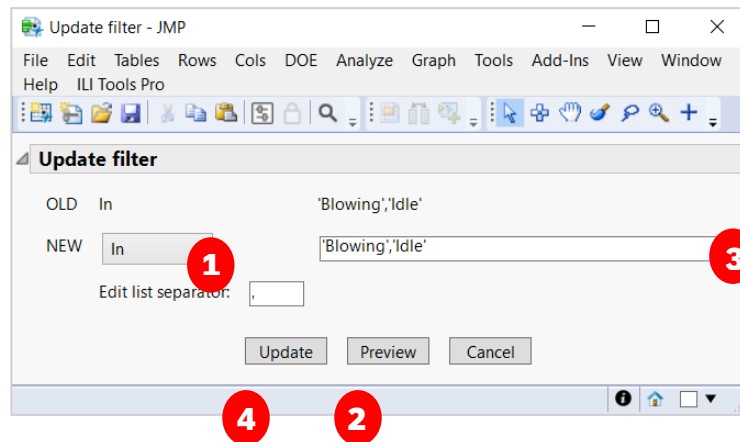 Update filter - JMP
File Edit Tables Rows Cols DOE Analyze Graph Tools Add-Ins View Window
Help ILI Tools Pro
Update filter
OLD In 'Blowing','Idle'
NEW In 'Blowing','Idle'
1
3
Edit list separator: ,
Update Preview Cancel
4 2